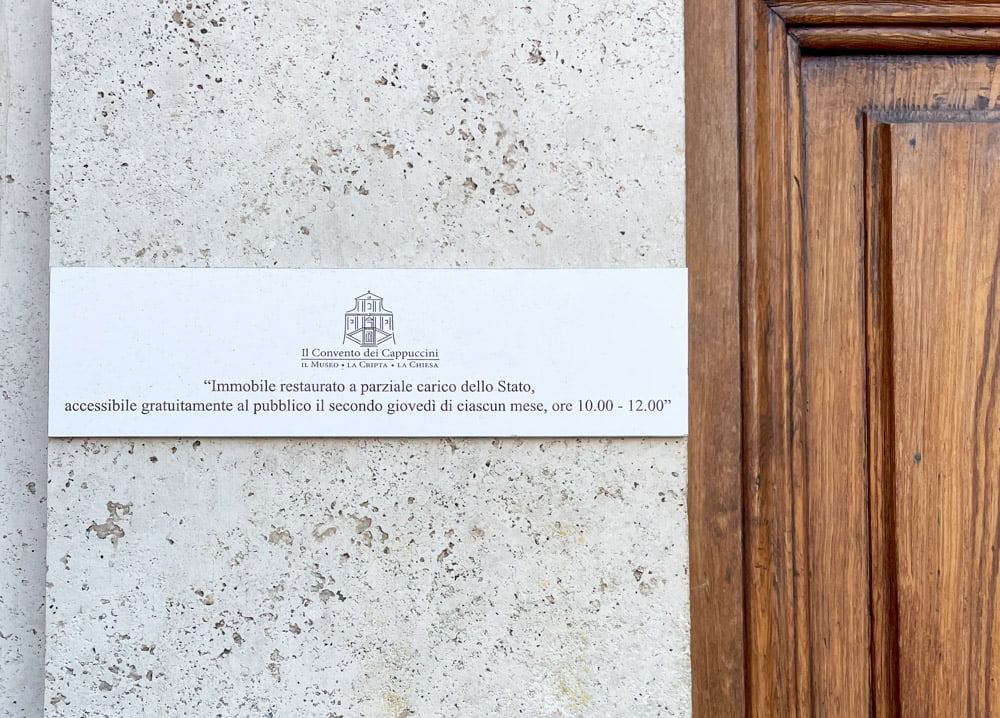 Il Convento dei Cappuccini
IL MUSEO • LA CRIPTA • LA CHIESA
“Immobile restaurato a parziale carico dello Stato,
accessibile gratuitamente al pubblico il secondo giovedì di ciascun mese, ore 10.00 - 12.00”